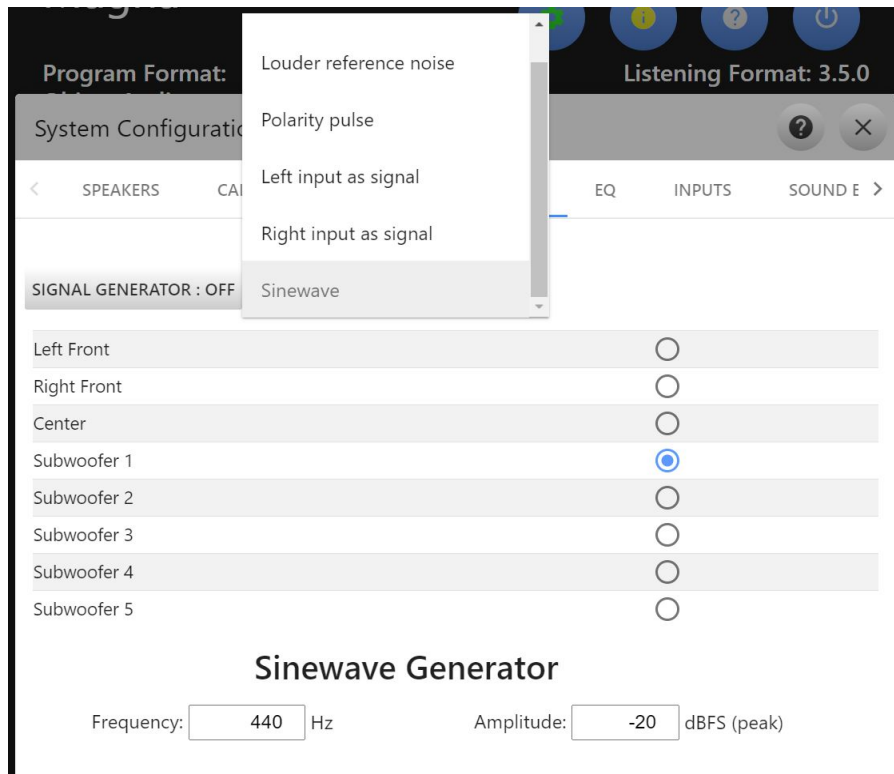 Program Format:
Listening Format: 3.5.0
System Configuratio
SPEAKERS
EQ
INPUTS
SOUND E
Louder reference noise
Polarity pulse
Left input as signal
Right input as signal
Sinewave
SIGNAL GENERATOR : OFF
Left Front
Right Front
Center
Subwoofer 1
Subwoofer 2
Subwoofer 3
Subwoofer 4
Subwoofer 5
Sinewave Generator
Frequency: 440 Hz
Amplitude: -20 dBFS (peak)